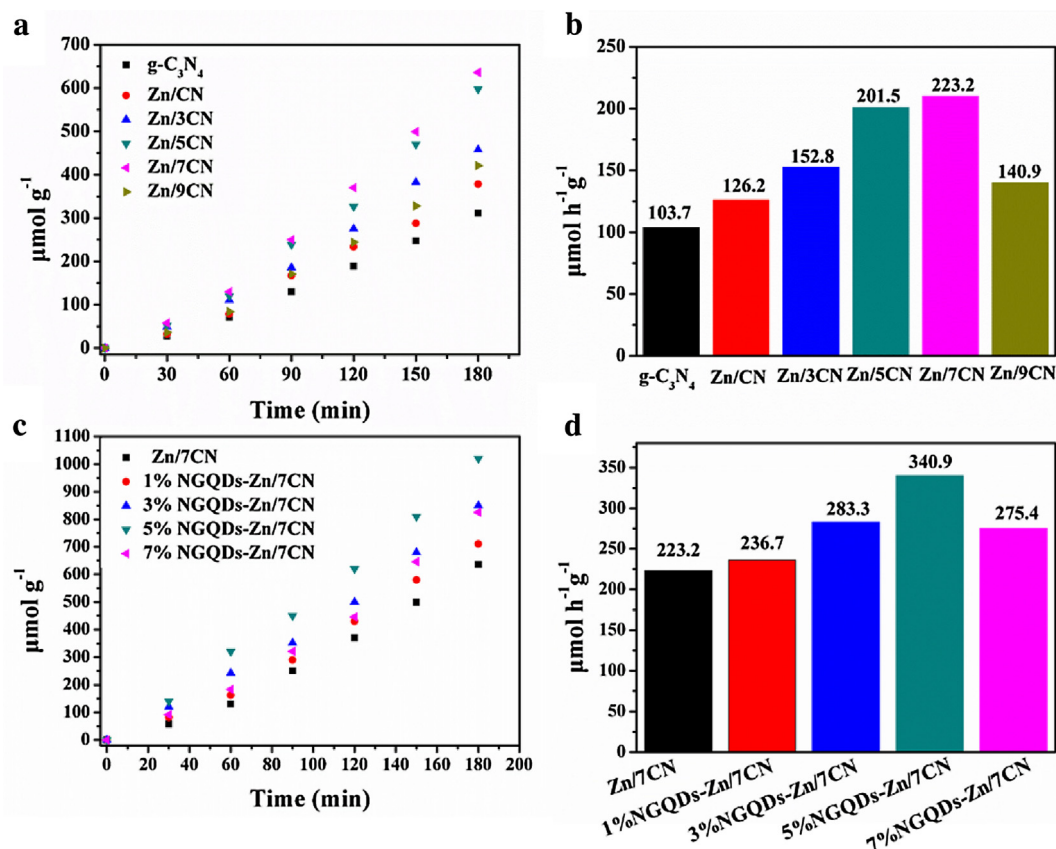 a
700
600
500
400
300
200
100
0
0 30 60 90 120 150 180
μmol g⁻¹
Time (min)
g-C₃N₄
Zn/CN
Zn/3CN
Zn/5CN
Zn/7CN
Zn/9CN
b
250
200
150
100
50
0
μmol h⁻¹g⁻¹
103.7
126.2
152.8
201.5
223.2
140.9
g-C₃N₄ Zn/CN Zn/3CN Zn/5CN Zn/7CN Zn/9CN
c
1100
1000
900
800
700
600
500
400
300
200
100
0
0 20 40 60 80 100 120 140 160 180 200
μmol g⁻¹
Time (min)
Zn/7CN
1% NGQDs-Zn/7CN
3% NGQDs-Zn/7CN
5% NGQDs-Zn/7CN
7% NGQDs-Zn/7CN
d
350
300
250
200
150
100
50
0
μmol h⁻¹g⁻¹
223.2
236.7
283.3
340.9
275.4
Zn/7CN
1%NGQDs-Zn/7CN
3%NGQDs-Zn/7CN
5%NGQDs-Zn/7CN
7%NGQDs-Zn/7CN